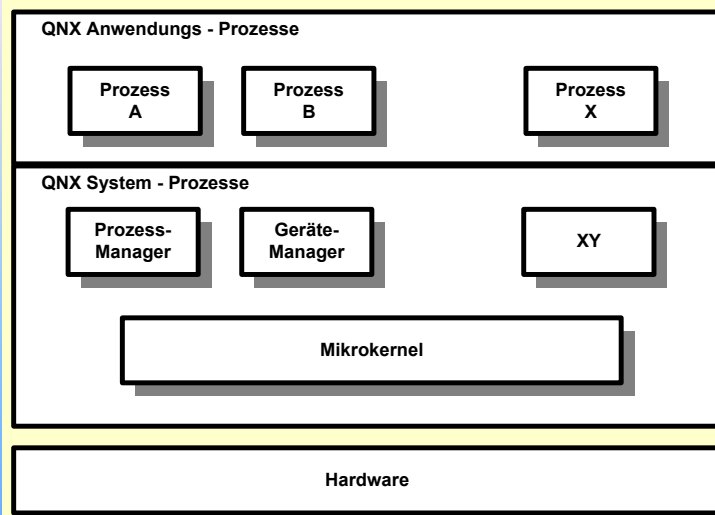 QNX Anwendungs - Prozesse
Prozess
A
Prozess
B
Prozess
X
QNX System - Prozesse
Prozess-
Manager
Geräte-
Manager
XY
Mikrokernel
Hardware